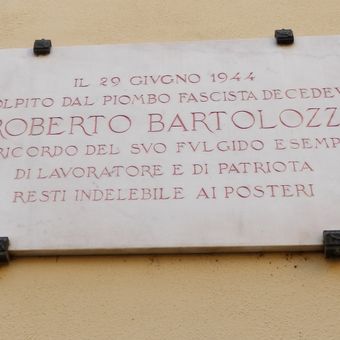 IL 29 GIVGNO 1944
OLPITO DAL PIOMBO FASCISTA DECEDEV
ROBERTO BARTOLOZZ
RICORDO DEL SVO FVLGIDO ESEMP
DI LAVORATORE E DI PATRIOTA
RESTI INDELEBILE AI POSTERI